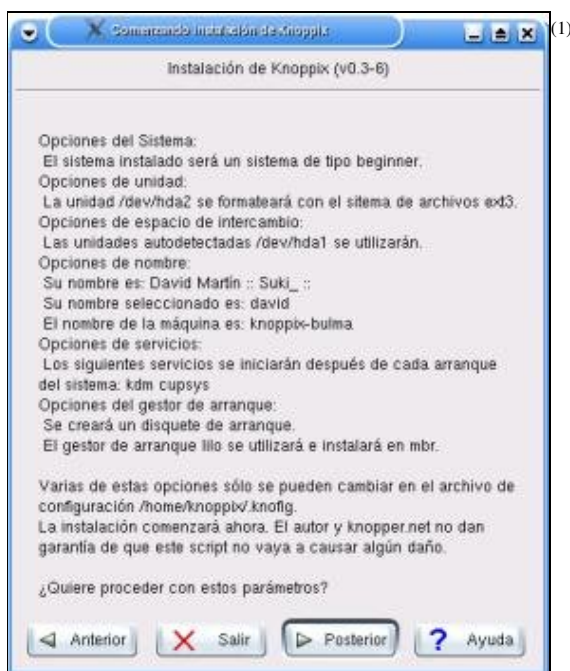 Comenzando instalación de Knoppix
(1)
Instalación de Knoppix (v0.3-6)
Opciones del Sistema:
El sistema instalado será un sistema de tipo beginner.
Opciones de unidad:
La unidad /dev/hda2 se formateará con el sitema de archivos ext3.
Opciones de espacio de intercambio:
Las unidades autodetectadas /dev/hda1 se utilizarán.
Opciones de nombre:
Su nombre es: David Martín :: Suki_ ::
Su nombre seleccionado es: david
El nombre de la máquina es: knoppix-bulma
Opciones de servicios:
Los siguientes servicios se iniciarán después de cada arranque
del sistema: kdm cupsys
Opciones del gestor de arranque:
Se creará un disquete de arranque.
El gestor de arranque lilo se utilizará e instalará en mbr.
Varias de estas opciones sólo se pueden cambiar en el archivo de
configuración /home/knoppix/.knofig.
La instalación comenzará ahora. El autor y knopper.net no dan
garantía de que este script no vaya a causar algún daño.
¿Quiere proceder con estos parámetros?
Anterior Salir Posterior ? Ayuda